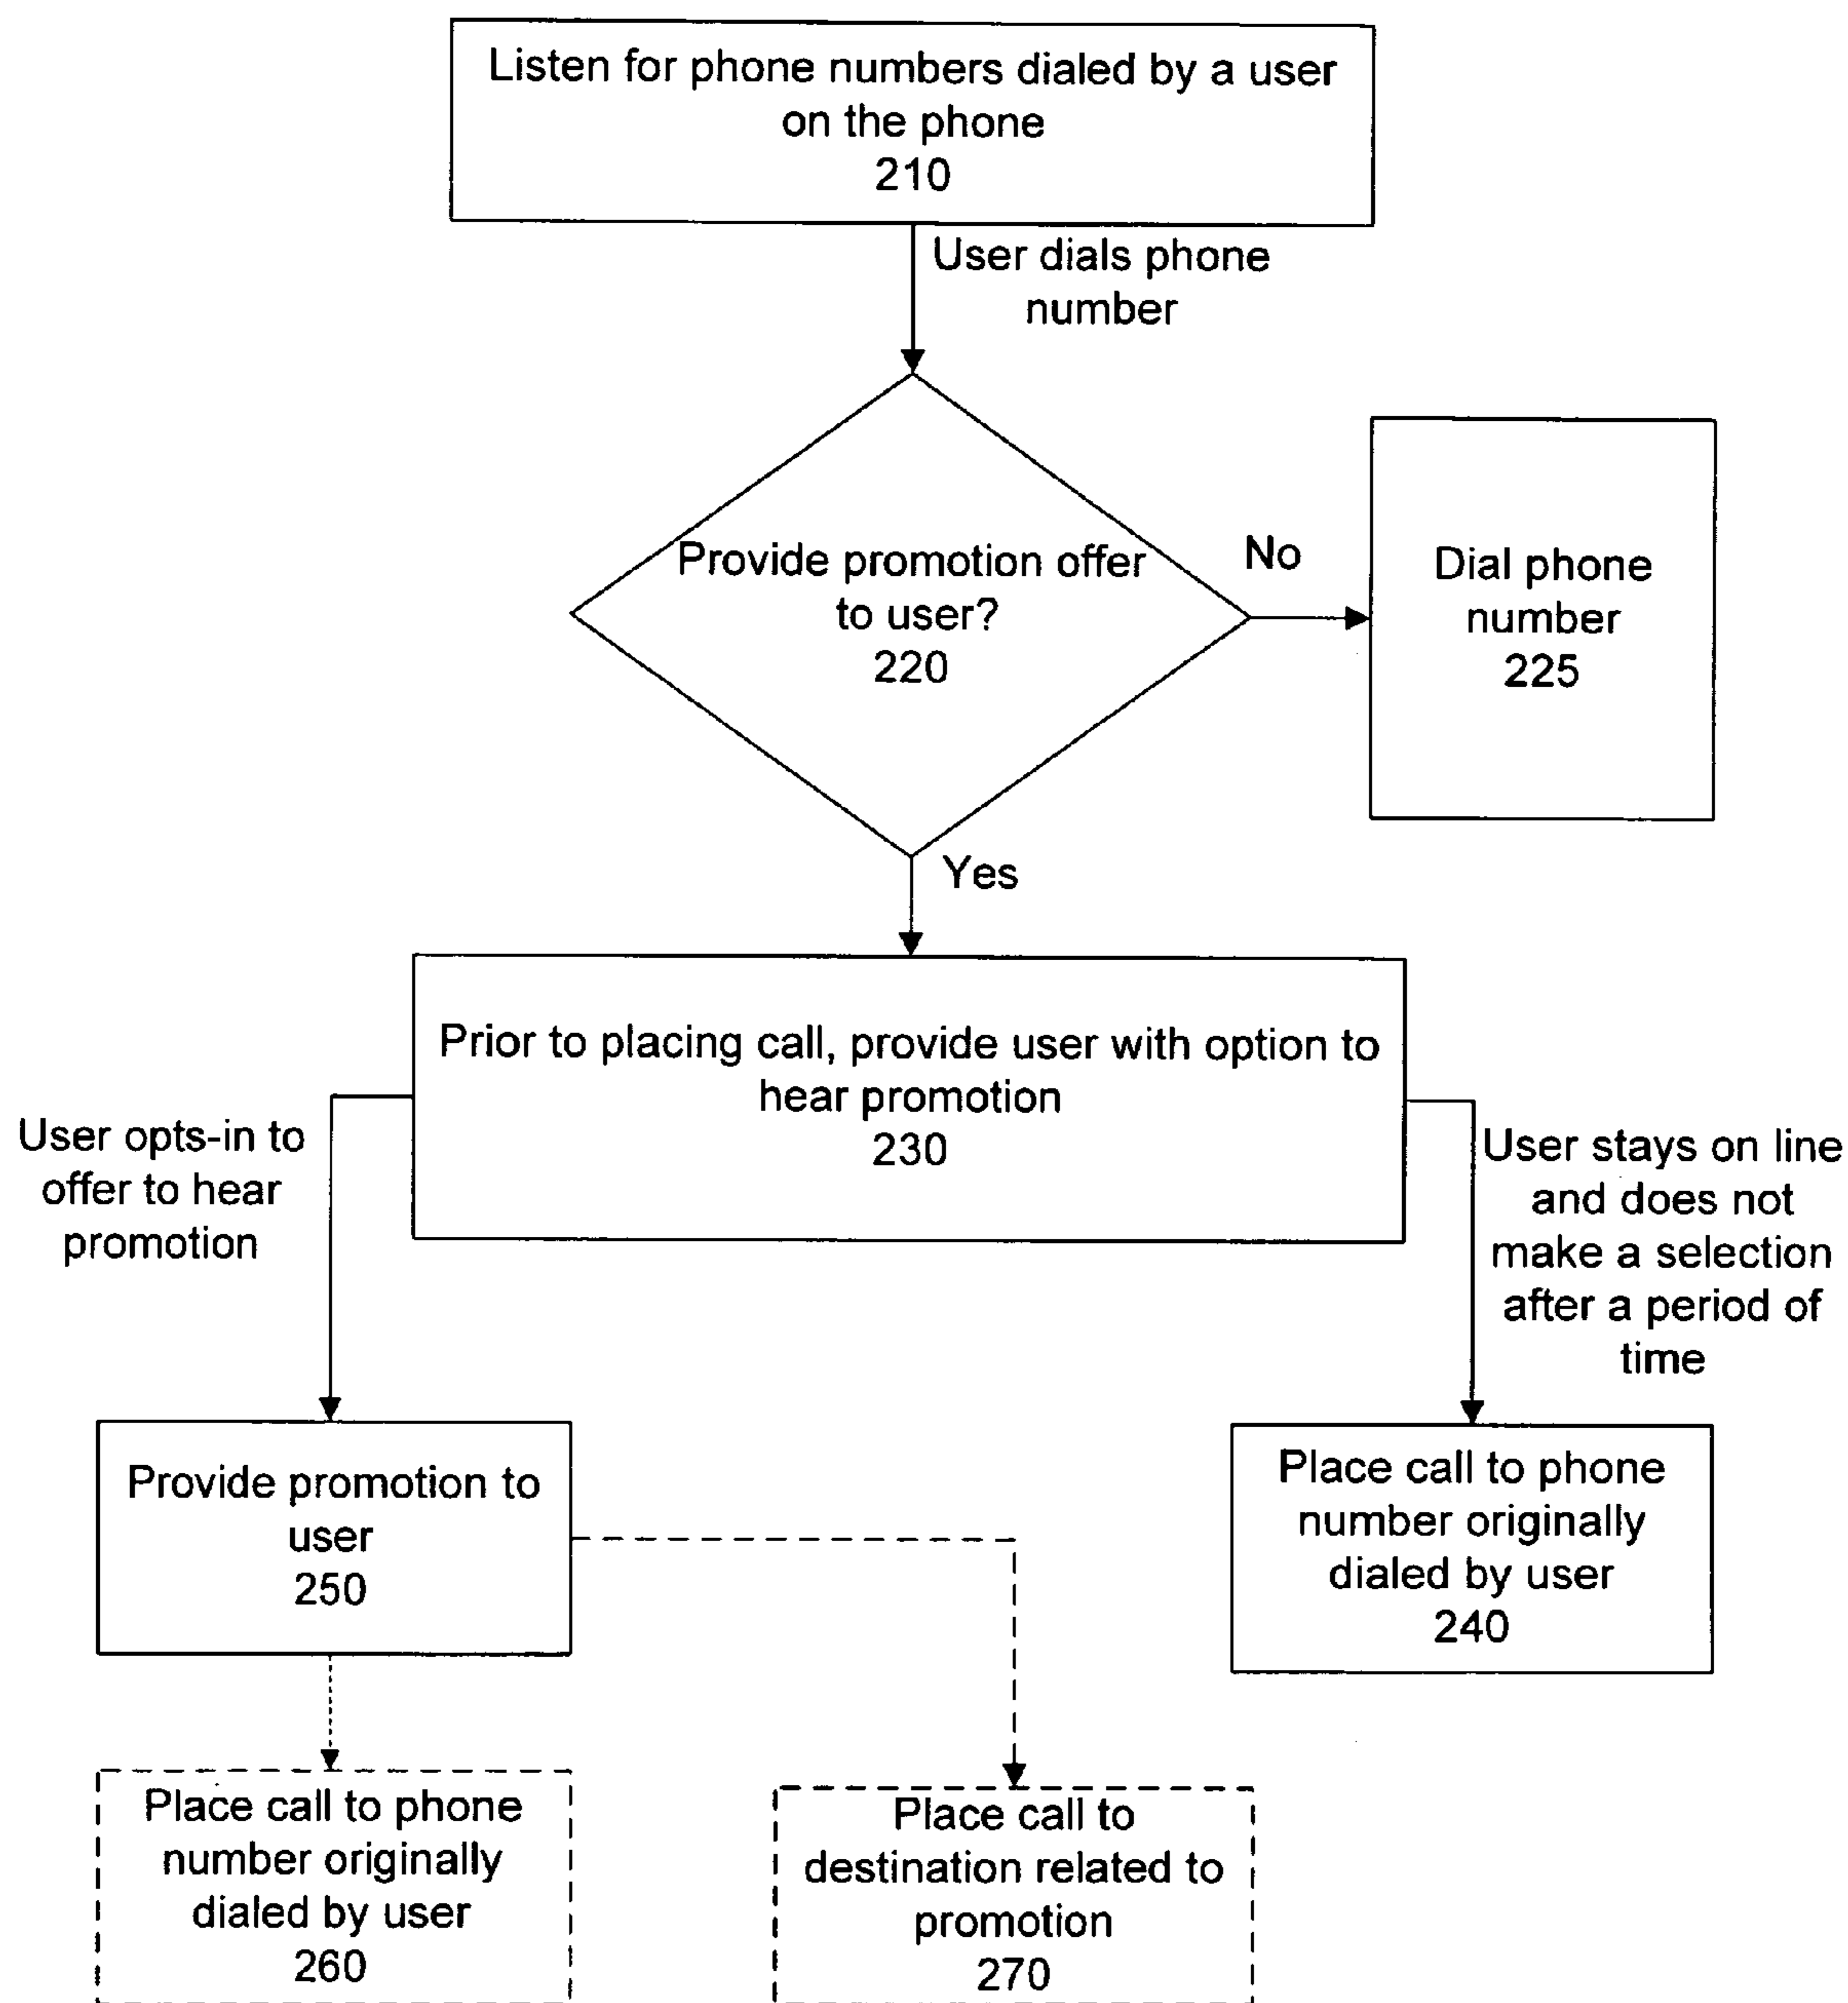 Listen for phone numbers dialed by a user
on the phone
210
User dials phone
number
Provide promotion offer
to user?
220
No
Dial phone
number
225
Yes
Prior to placing call, provide user with option to
hear promotion
230
User opts-in to
offer to hear
promotion
User stays on line
and does not
make a selection
after a period of
time
Provide promotion to
user
250
Place call to phone
number originally
dialed by user
240
Place call to phone
number originally
dialed by user
260
Place call to
destination related to
promotion
270